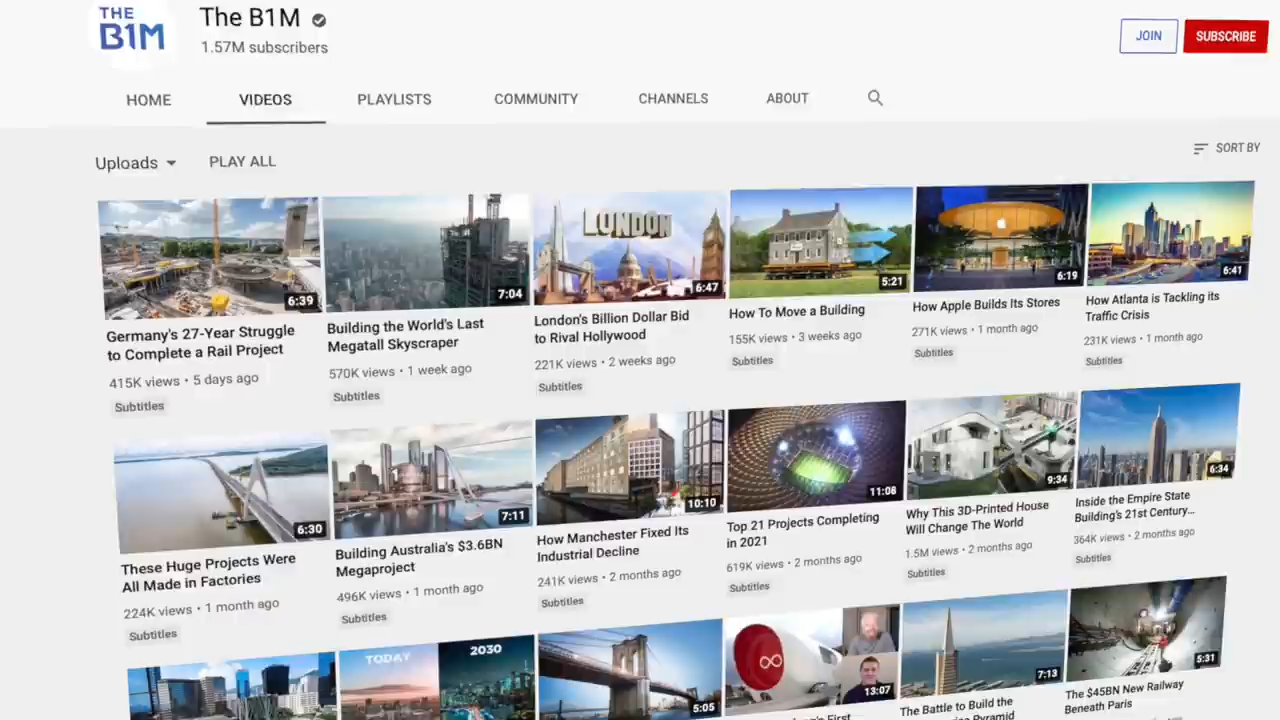 THE
B1M
The B1M
1.57M subscribers
JOIN
SUBSCRIBE
HOME
VIDEOS
PLAYLISTS
COMMUNITY
CHANNELS
ABOUT
Uploads
PLAY ALL
SORT BY
6:39
Germany's 27-Year Struggle
to Complete a Rail Project
415K views • 5 days ago
Subtitles
7:04
Building the World's Last
Megatall Skyscraper
570K views • 1 week ago
Subtitles
LONDON
6:47
London's Billion Dollar Bid
to Rival Hollywood
221K views • 2 weeks ago
Subtitles
5:21
How To Move a Building
155K views • 3 weeks ago
Subtitles
6:19
How Apple Builds Its Stores
271K views • 1 month ago
Subtitles
6:41
How Atlanta is Tackling its
Traffic Crisis
231K views • 1 month ago
Subtitles
6:30
These Huge Projects Were
All Made in Factories
224K views • 1 month ago
Subtitles
7:11
Building Australia's $3.6BN
Megaproject
496K views • 1 month ago
Subtitles
10:10
How Manchester Fixed Its
Industrial Decline
241K views • 2 months ago
Subtitles
11:08
Top 21 Projects Completing
in 2021
619K views • 2 months ago
Subtitles
9:34
Why This 3D-Printed House
Will Change The World
1.5M views • 2 months ago
Subtitles
6:34
Inside the Empire State
Building's 21st Century...
364K views • 2 months ago
Subtitles
TODAY
2030
5:05
13:07
First
7:13
The Battle to Build the
Pyramid
5:31
The $45BN New Railway
Beneath Paris